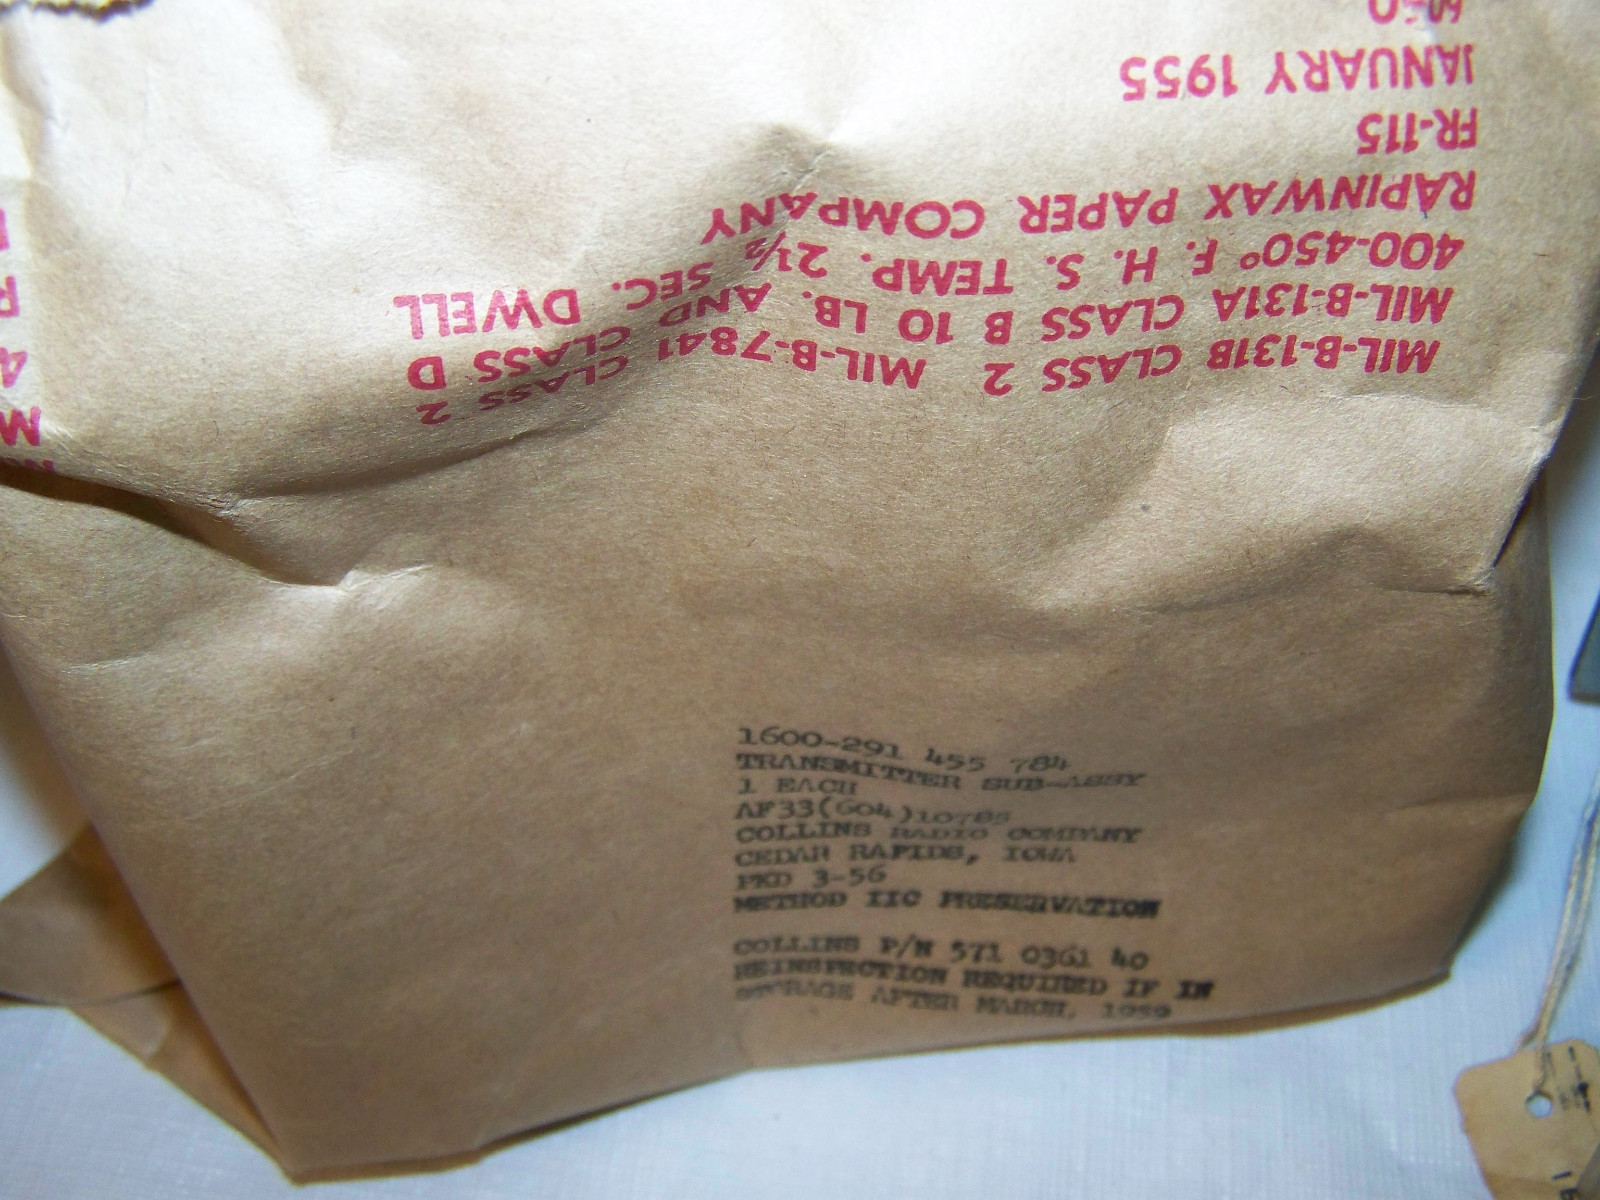 MIL-B-131B CLASS 2 MIL-B-7841 CLASS 2
MIL-B-131A CLASS B 10 LB. AND CLASS D
400-450° F. H. S. TEMP. 2½ SEC. DWELL
RAPINWAX PAPER COMPANY
FR-115
JANUARY 1955
60-50
1600-291 455 784
TRANSMITTER SUB-ASSY
1 EACH
AF33(604)10785
COLLINS RADIO COMPANY
CEDAR RAPIDS, IOWA
PKD 3-56
METHOD IIC PRESERVATION
COLLINS P/N 571 0361 40
REINSPECTION REQUIRED IF IN
STORAGE AFTER MARCH, 1959